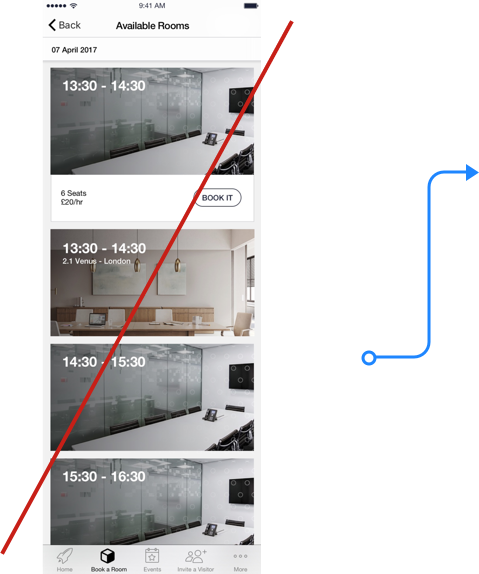 9:41 AM
Back
Available Rooms
07 April 2017
13:30 - 14:30
6 Seats
£20/hr
BOOK IT
13:30 - 14:30
2.1 Venus - London
14:30 - 15:30
15:30 - 16:30
Home
Book a Room
Events
Invite a Visitor
More